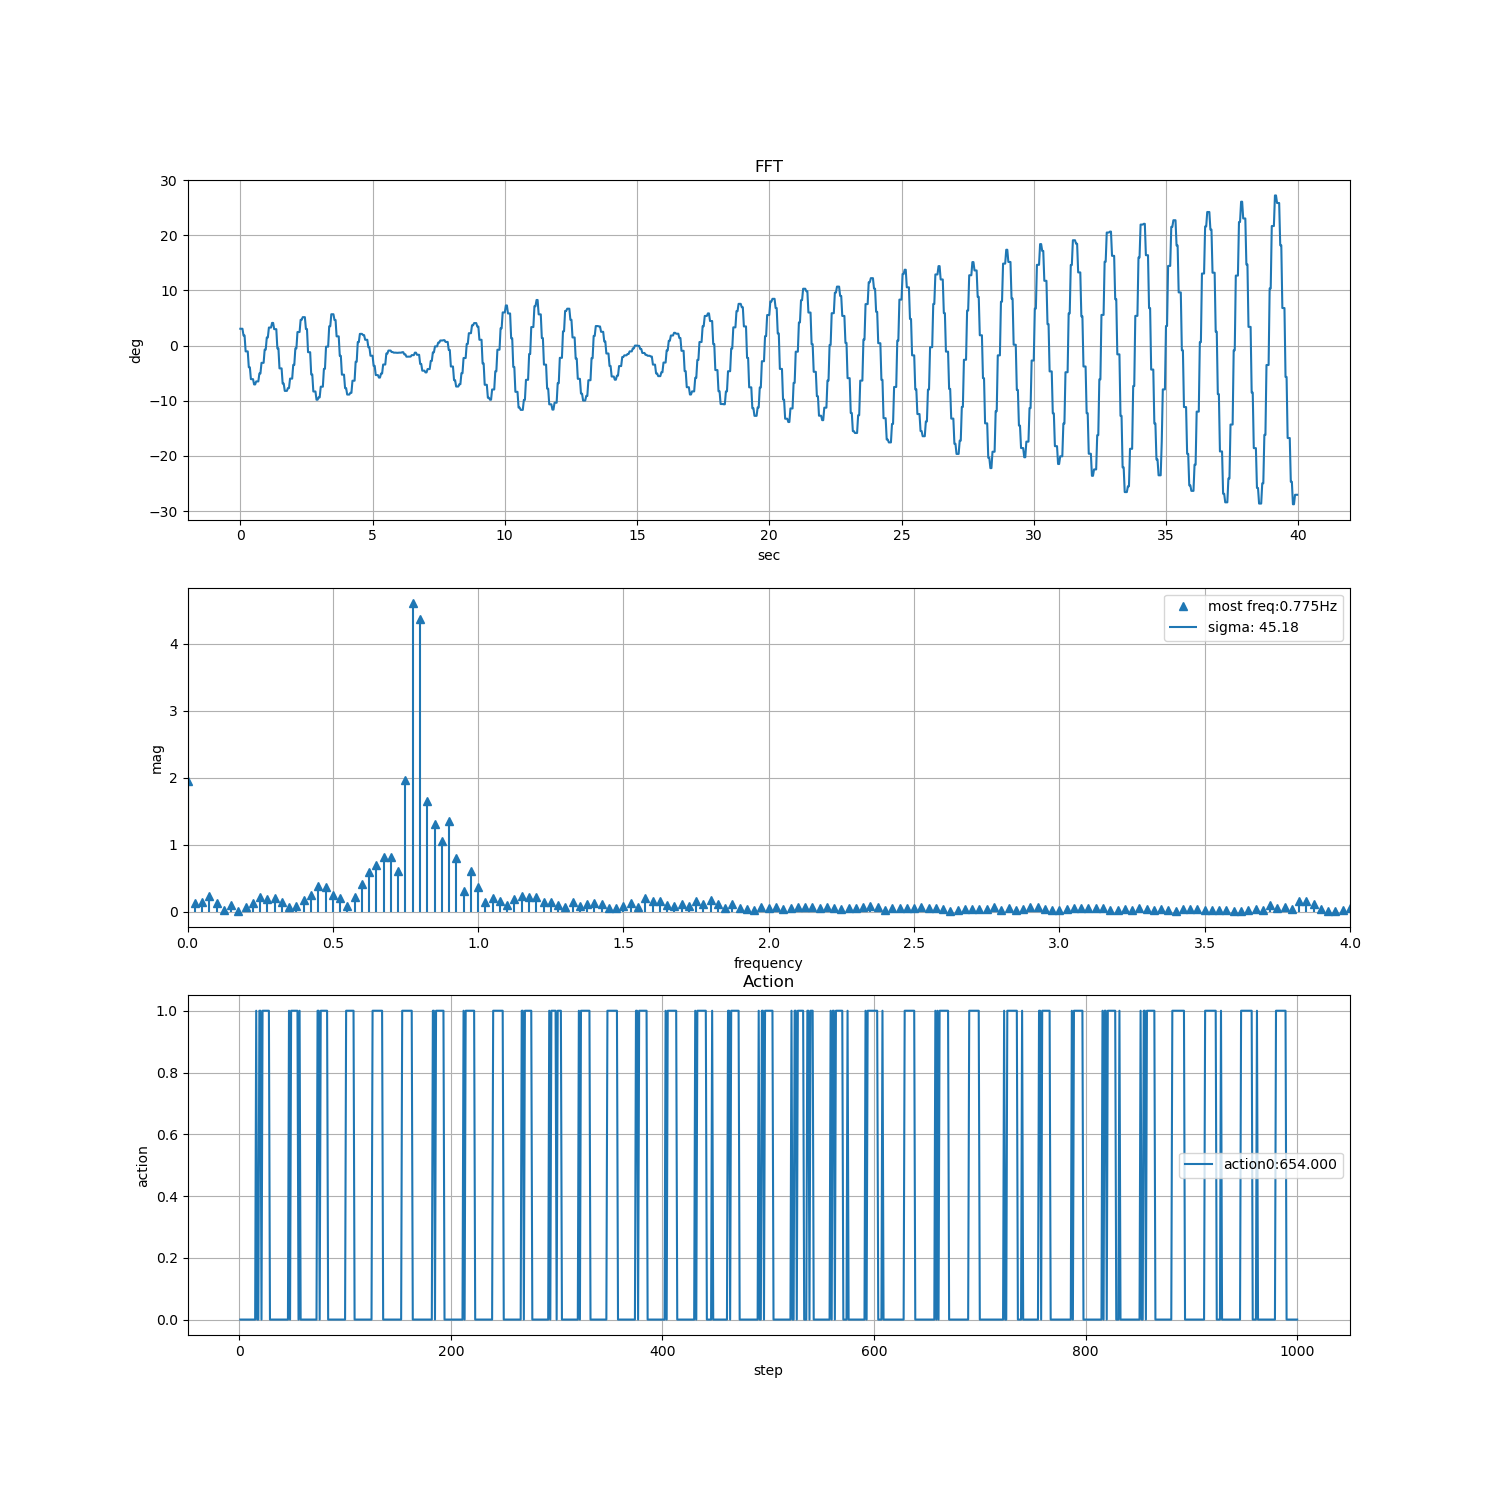 FFT
30
20
10
0
−10
−20
−30
deg
0 5 10 15 20 25 30 35 40
sec
most freq:0.775Hz
sigma: 45.18
4
3
2
1
0
mag
0.0 0.5 1.0 1.5 2.0 2.5 3.0 3.5 4.0
frequency
Action
1.0
0.8
0.6
0.4
0.2
0.0
action
action0:654.000
0 200 400 600 800 1000
step